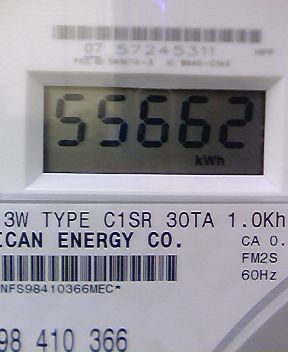 07 57245311
55662
kWh
3W TYPE C1SR 30TA 1.0Kh
ICAN ENERGY CO.
CA 0.
FM2S
60Hz
NFS98410366MEC*
98 410 366